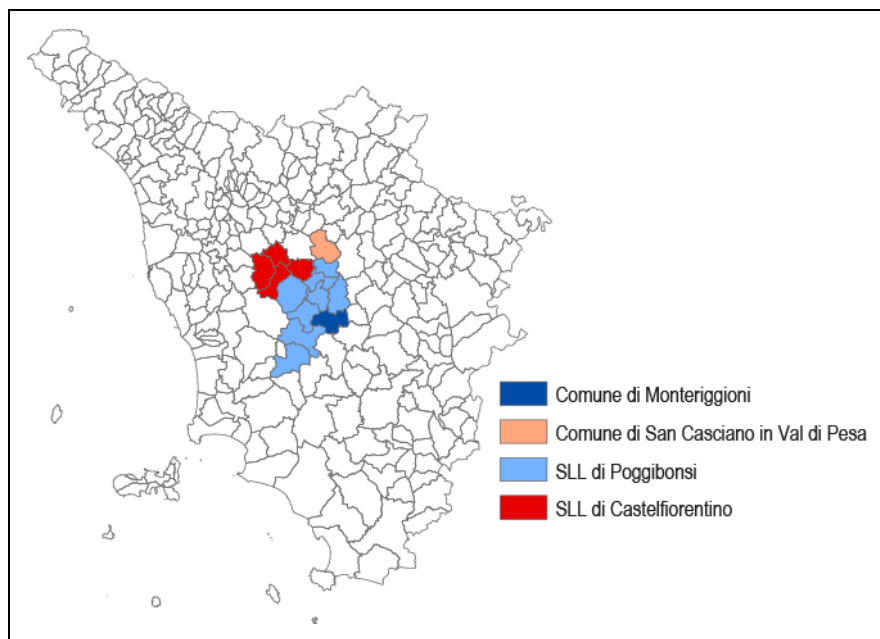 Comune di Monteriggioni
Comune di San Casciano in Val di Pesa
SLL di Poggibonsi
SLL di Castelfiorentino